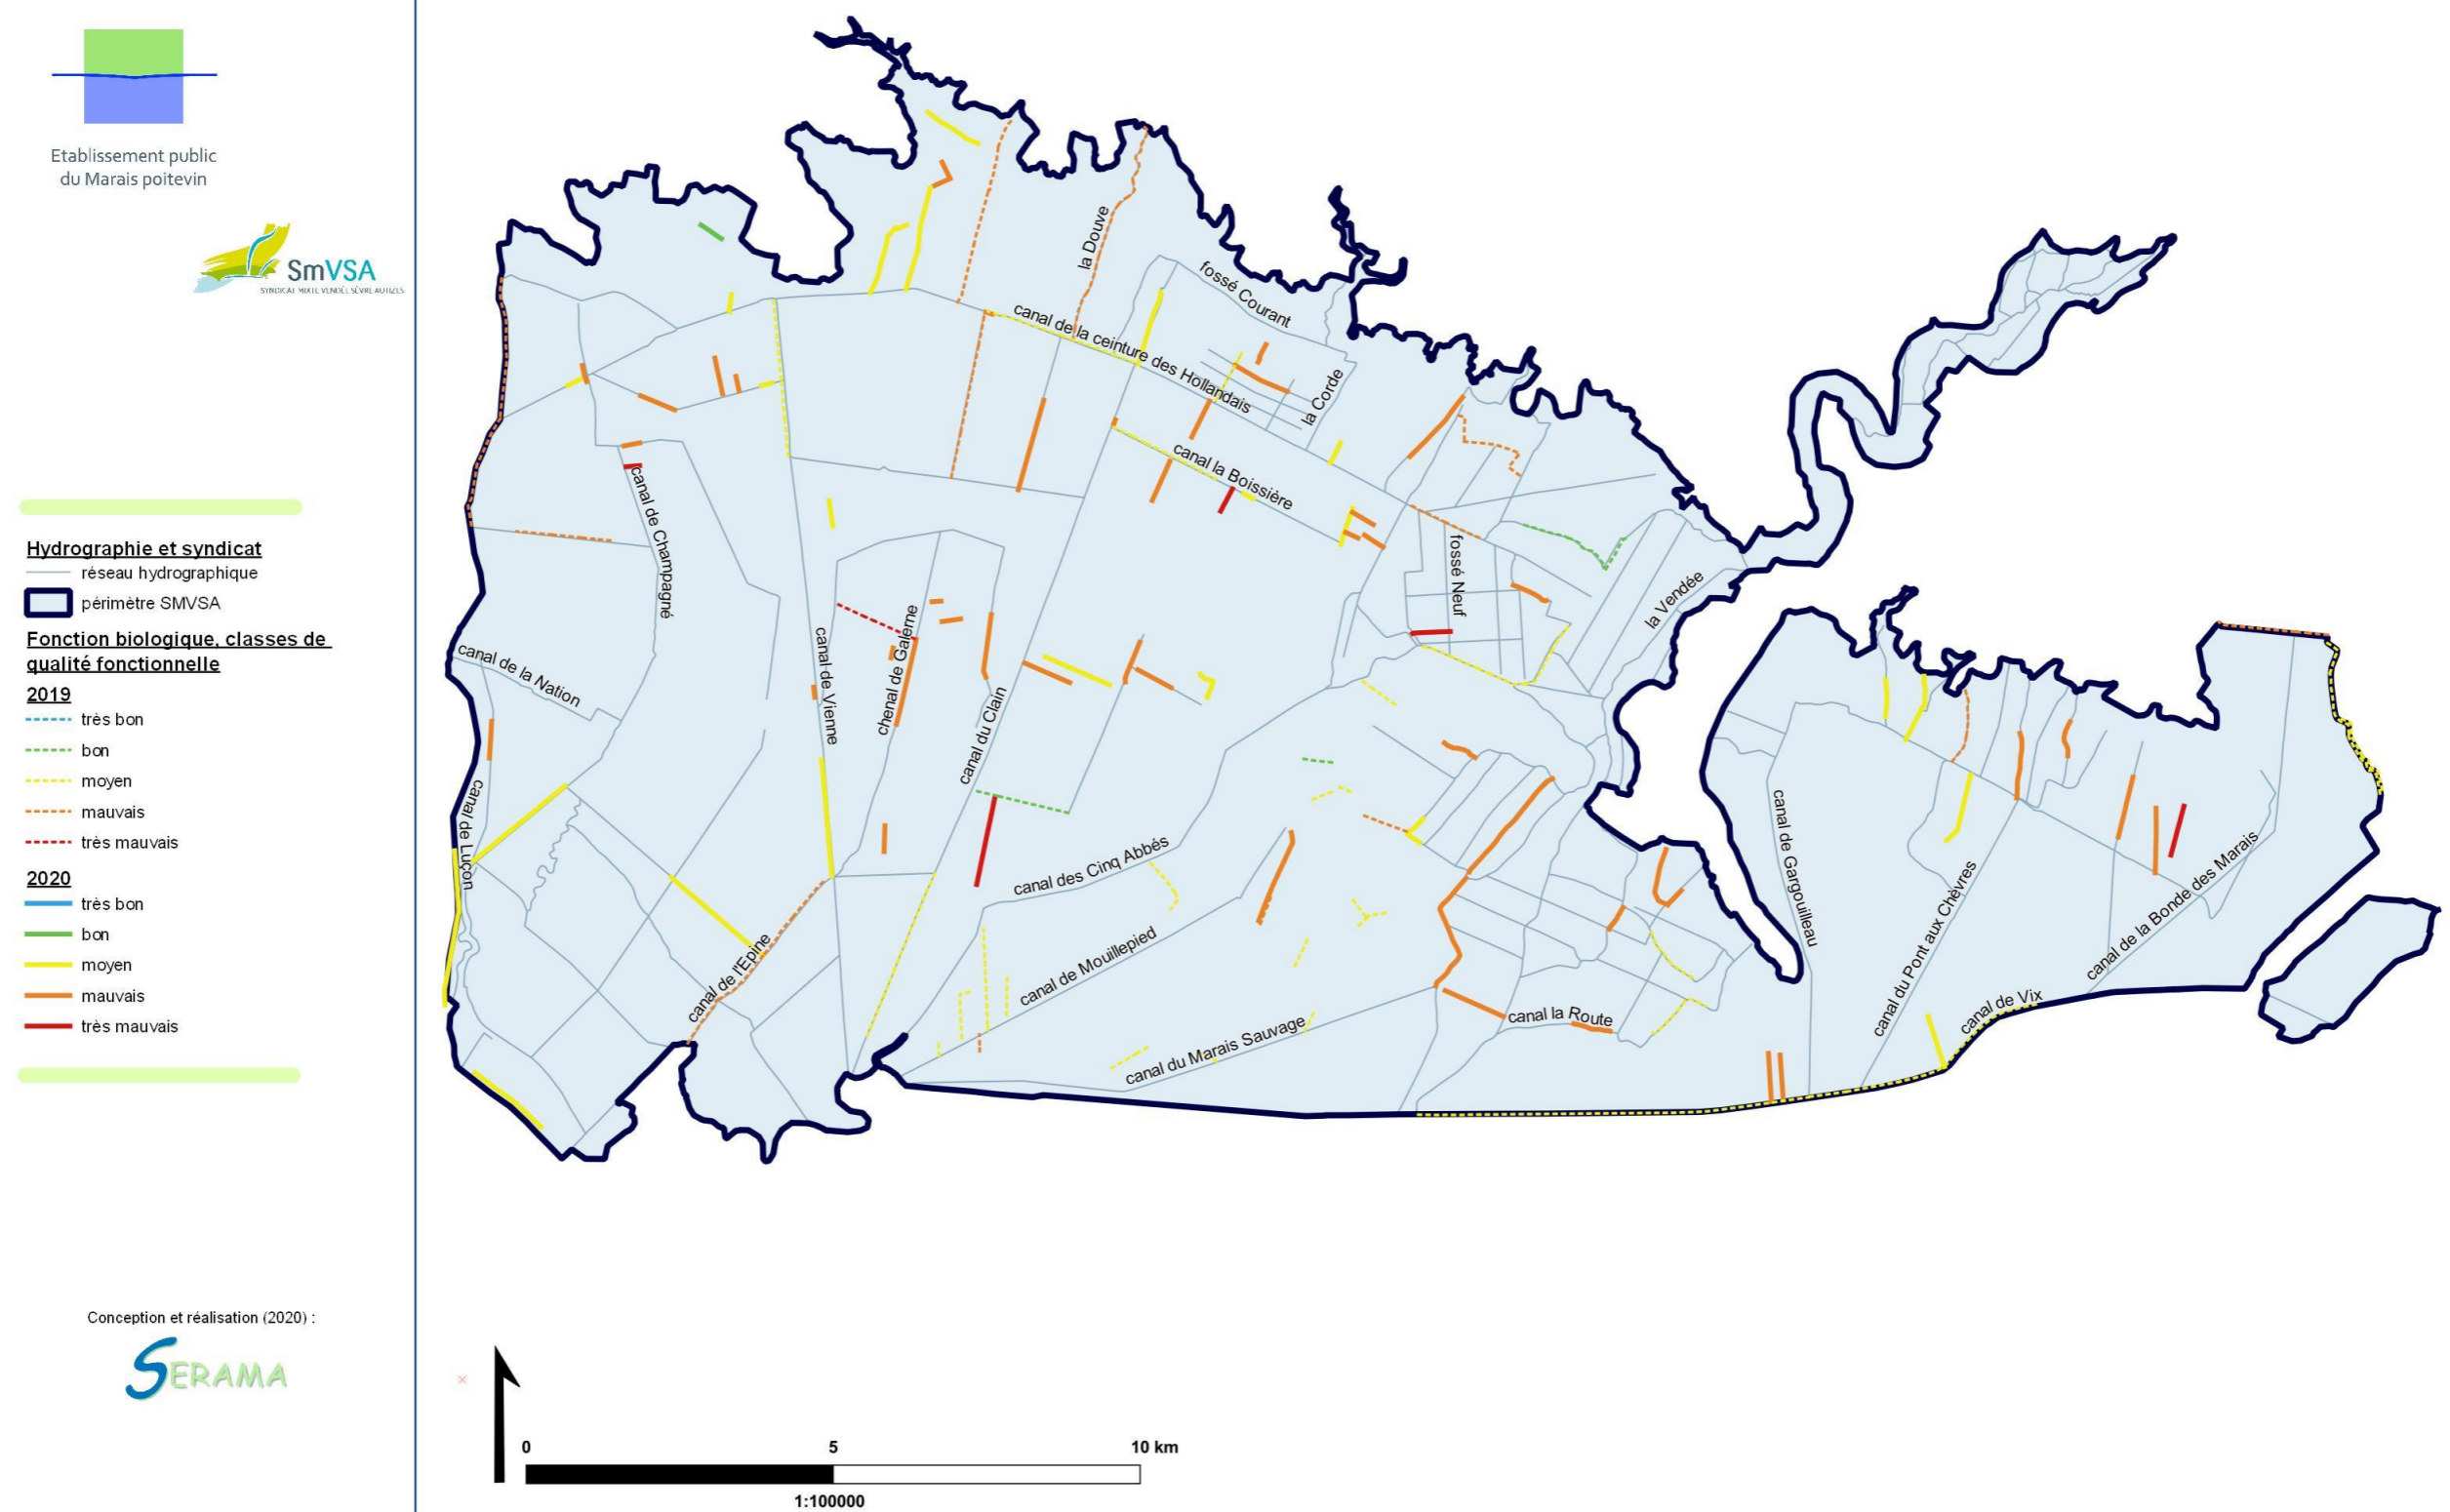 Etablissement public
du Marais poitevin
SmVSA
SYNDICAT MIXTE VENDÉE SÈVRE AUTIZES
Hydrographie et syndicat
réseau hydrographique
périmètre SMVSA
Fonction biologique, classes de
qualité fonctionnelle
2019
très bon
bon
moyen
mauvais
très mauvais
2020
très bon
bon
moyen
mauvais
très mauvais
Conception et réalisation (2020) :
SERAMA
la Douve
fossé Courant
canal de la ceinture des Hollandais
la Corde
canal la Boissière
canal de Champagné
fossé Neuf
la Vendée
canal de la Nation
canal de Vienne
chenal de Galerne
canal du Clain
canal de Luçon
canal des Cinq Abbés
canal de Gargouilleau
canal du Pont aux Chèvres
canal de la Bonde des Marais
canal de l'Epine
canal de Mouillepied
canal la Route
canal de Vix
canal du Marais Sauvage
0 5 10 km
1:100000